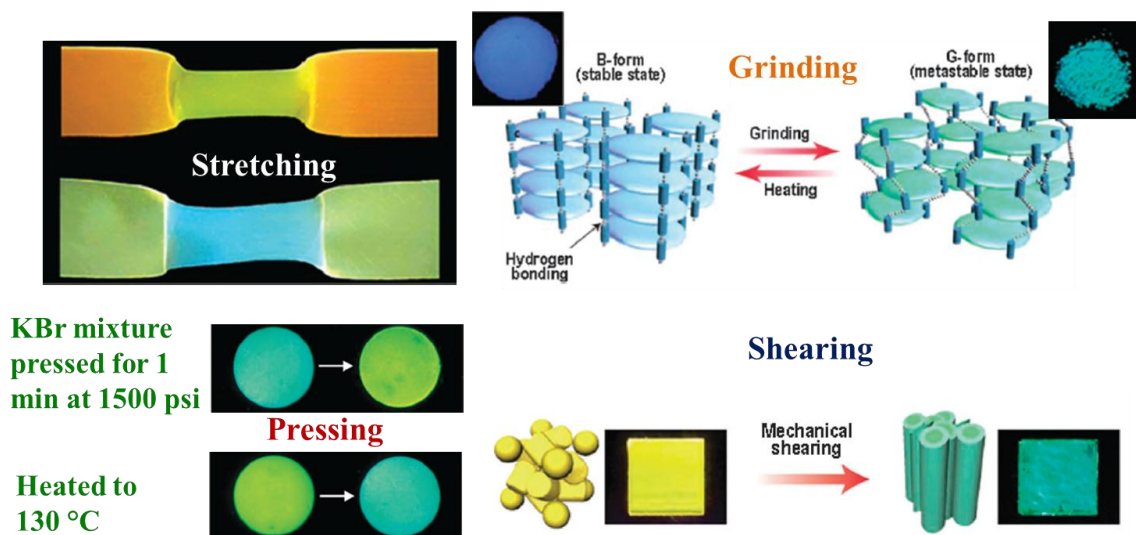 Stretching
B-form
(stable state)
Grinding
G-form
(metastable state)
Grinding
Heating
Hydrogen
bonding
KBr mixture
pressed for 1
min at 1500 psi
Pressing
Heated to
130 °C
Shearing
Mechanical
shearing